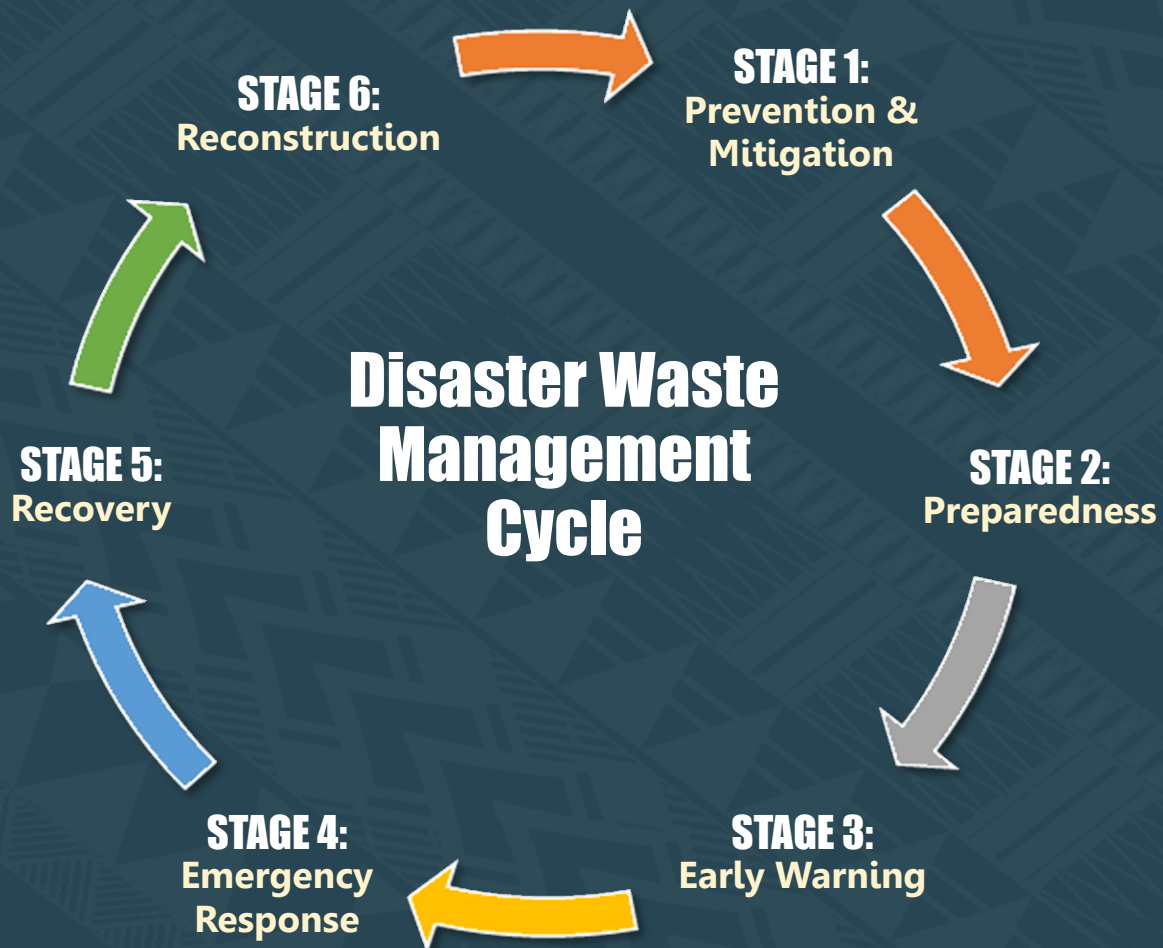 Disaster Waste
Management
Cycle
STAGE 1:
Prevention &
Mitigation
STAGE 2:
Preparedness
STAGE 3:
Early Warning
STAGE 4:
Emergency
Response
STAGE 5:
Recovery
STAGE 6:
Reconstruction